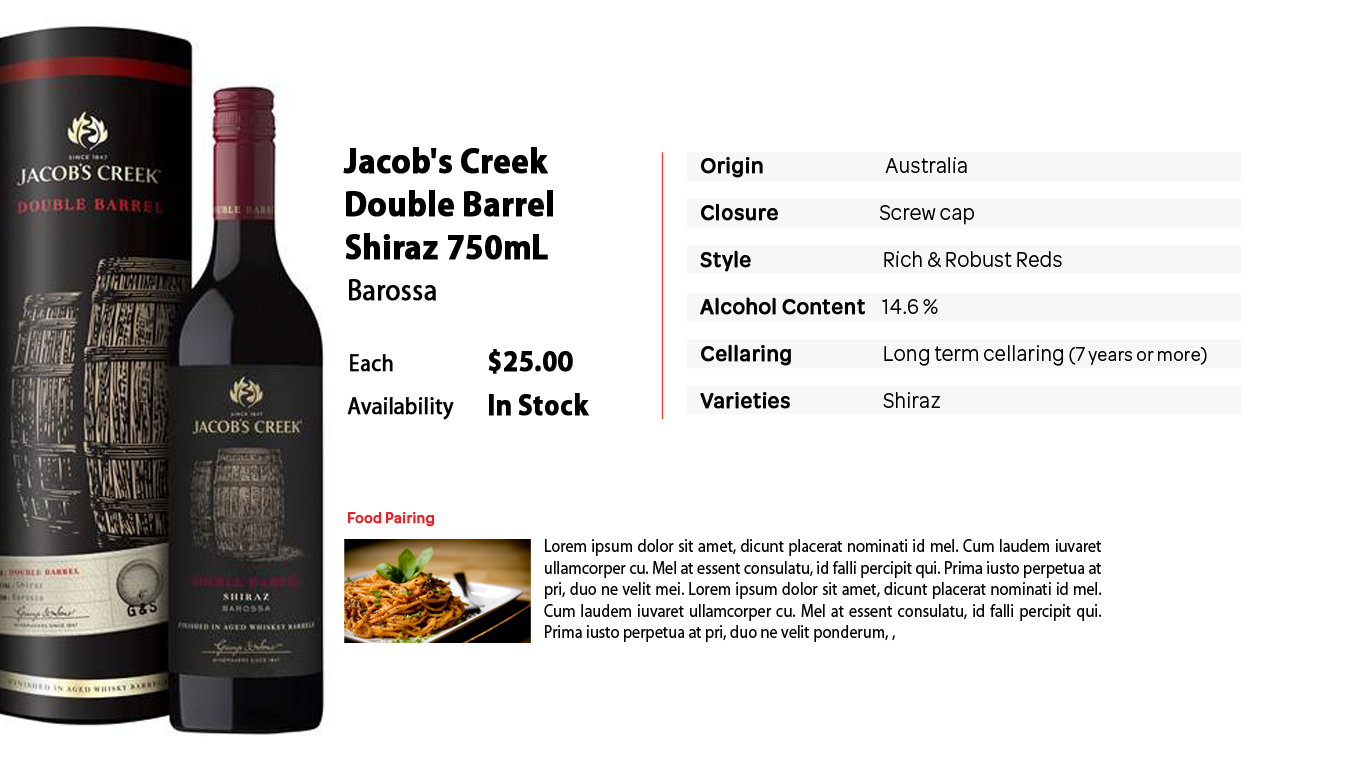 SINCE 1847
JACOB'S CREEK
DOUBLE BARREL
DOUBLE BARREL
Shiraz
Barossa
WINEMAKERS SINCE 1847
G&S
FINISHED IN AGED WHISKY BARRELS
SINCE 1847
JACOB'S CREEK
DOUBLE BARREL
SHIRAZ
BAROSSA
FINISHED IN AGED WHISKEY BARRELS
WINEMAKERS SINCE 1847
Jacob's Creek
Double Barrel
Shiraz 750mL
Barossa
Each $25.00
Availability In Stock
Origin Australia
Closure Screw cap
Style Rich & Robust Reds
Alcohol Content 14.6 %
Cellaring Long term cellaring (7 years or more)
Varieties Shiraz
Food Pairing
Lorem ipsum dolor sit amet, dicunt placerat nominati id mel. Cum laudem iuvaret
ullamcorper cu. Mel at essent consulatu, id falli percipit qui. Prima iusto perpetua at
pri, duo ne velit mei. Lorem ipsum dolor sit amet, dicunt placerat nominati id mel.
Cum laudem iuvaret ullamcorper cu. Mel at essent consulatu, id falli percipit qui.
Prima iusto perpetua at pri, duo ne velit ponderum, ,